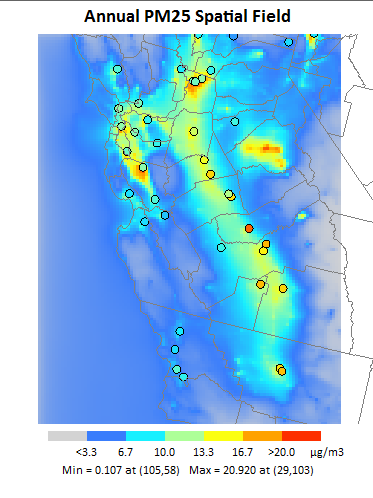 Annual PM25 Spatial Field
<3.3 6.7 10.0 13.3 16.7 >20.0 µg/m3
Min = 0.107 at (105,58) Max = 20.920 at (29,103)